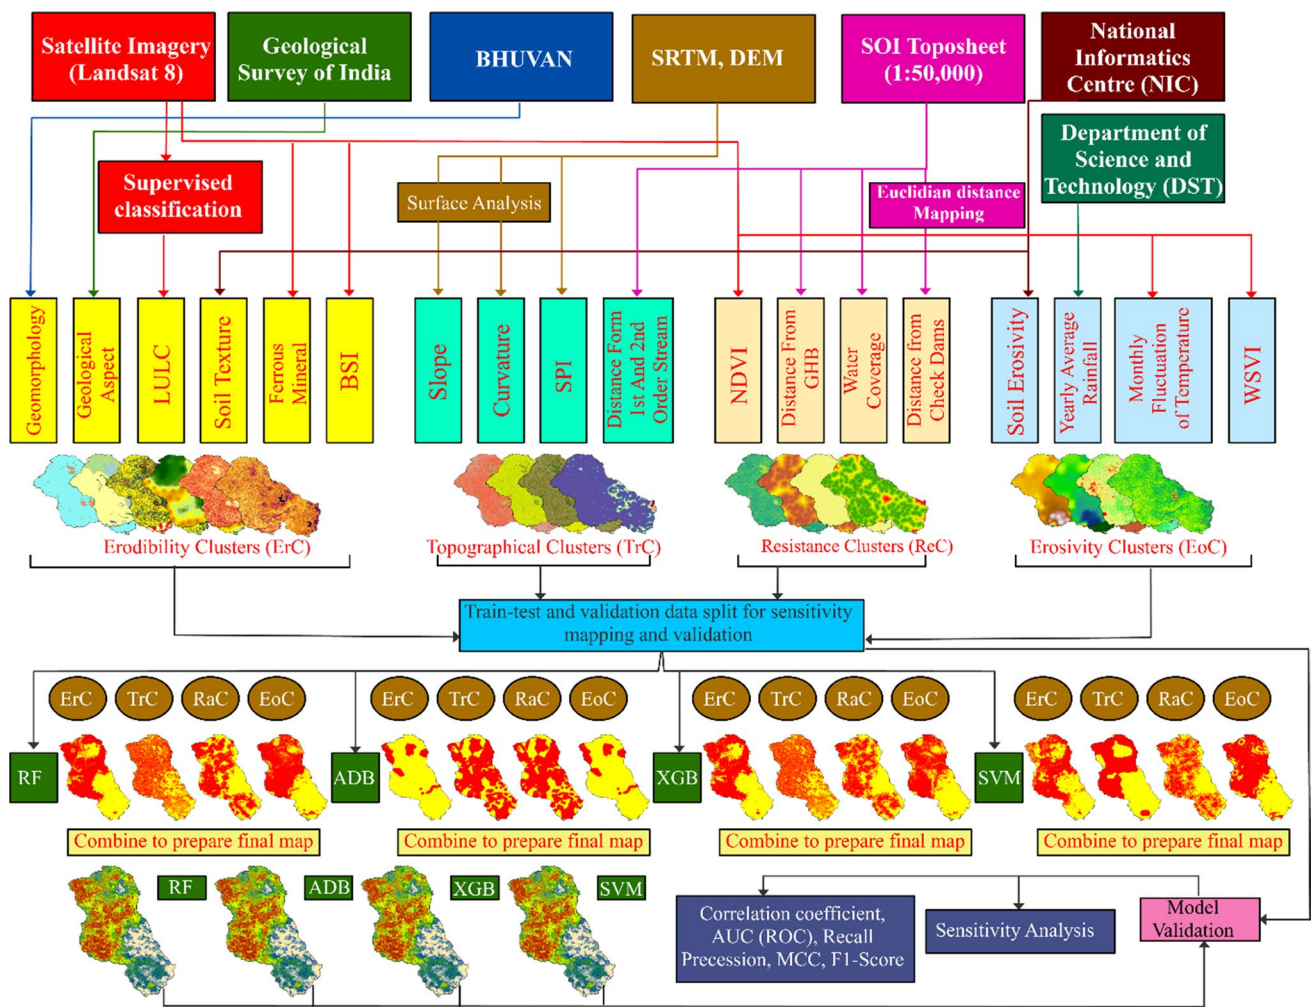 Satellite Imagery
(Landsat 8)
Geological
Survey of India
BHUVAN
SRTM, DEM
SOI Toposheet
(1:50,000)
National
Informatics
Centre (NIC)
Department of
Science and
Technology (DST)
Supervised
classification
Surface Analysis
Euclidian distance
Mapping
Geomorphology
Geological
Aspect
LULC
Soil Texture
Ferrous
Mineral
BSI
Slope
Curvature
SPI
Distance Form
1st And 2nd
Order Stream
NDVI
Distance From
GHB
Water
Coverage
Distance from
Check Dams
Soil Erosivity
Yearly Average
Rainfall
Monthly
Fluctuation
of Temperature
WSVI
Erodibility Clusters (ErC)
Topographical Clusters (TrC)
Resistance Clusters (ReC)
Erosivity Clusters (EoC)
Train-test and validation data split for sensitivity
mapping and validation
ErC TrC RaC EoC
ErC TrC RaC EoC
ErC TrC RaC EoC
ErC TrC RaC EoC
RF
ADB
XGB
SVM
Combine to prepare final map
Combine to prepare final map
Combine to prepare final map
Combine to prepare final map
RF
ADB
XGB
SVM
Correlation coefficient,
AUC (ROC), Recall
Precession, MCC, F1-Score
Sensitivity Analysis
Model
Validation